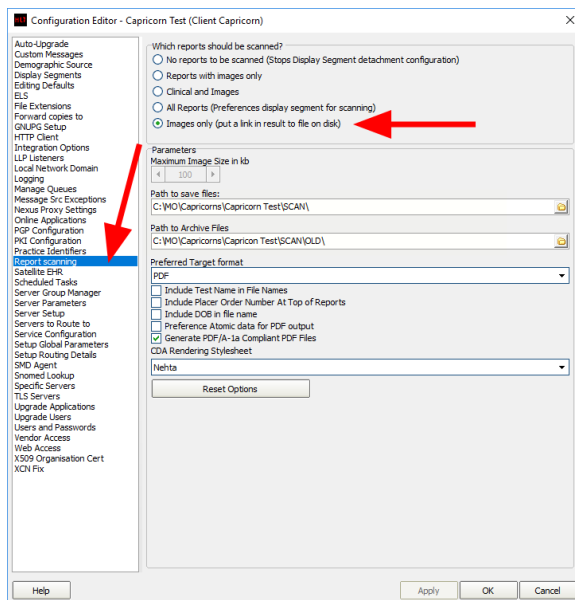 Configuration Editor - Capricorn Test (Client Capricorn)
Auto-Upgrade
Custom Messages
Demographic Source
Display Segments
Editing Defaults
ELS
File Extensions
Forward copies to
GNUPG Setup
HTTP Client
Integration Options
LLP Listeners
Local Network Domain
Logging
Manage Queues
Message Src Exceptions
Nexus Proxy Settings
Online Applications
PGP Configuration
PKI Configuration
Practice Identifiers
Report scanning
Satellite EHR
Scheduled Tasks
Server Group Manager
Server Parameters
Server Setup
Servers to Route to
Service Configuration
Setup Global Parameters
Setup Routing Details
SMD Agent
Snomed Lookup
Specific Servers
TLS Servers
Upgrade Applications
Upgrade Users
Users and Passwords
Vendor Access
Web Access
X509 Organisation Cert
XCN Fix
Which reports should be scanned?
No reports to be scanned (Stops Display Segment detachment configuration)
Reports with images only
Clinical and Images
All Reports (Preferences display segment for scanning)
Images only (put a link in result to file on disk)
Parameters
Maximum Image Size in kb
100
Path to save files:
C:\MO\Capricorns\Capricorn Test\SCAN\
Path to Archive Files
C:\MO\Capricorns\Capricon Test\SCAN\OLD\
Preferred Target format
PDF
Include Test Name in File Names
Include Placer Order Number At Top of Reports
Include DOB in file name
Preference Atomic data for PDF output
Generate PDF/A-1a Compliant PDF Files
CDA Rendering Stylesheet
Nehta
Reset Options
Help
Apply
OK
Cancel